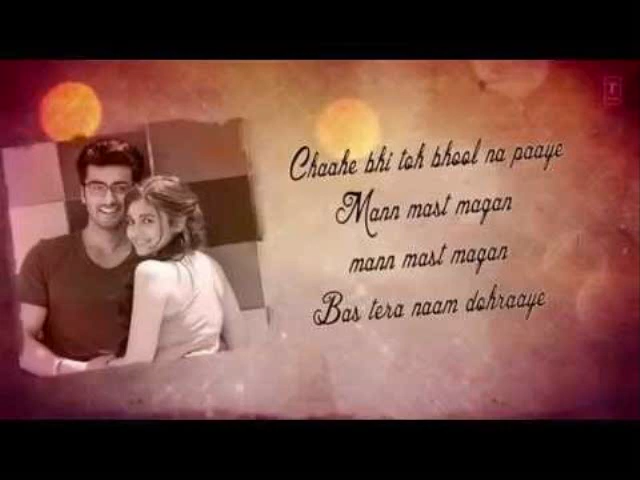 Chaahe bhi toh bhool na paaye
Mann mast magan
mann mast magan
Bas tera naam dohraaye